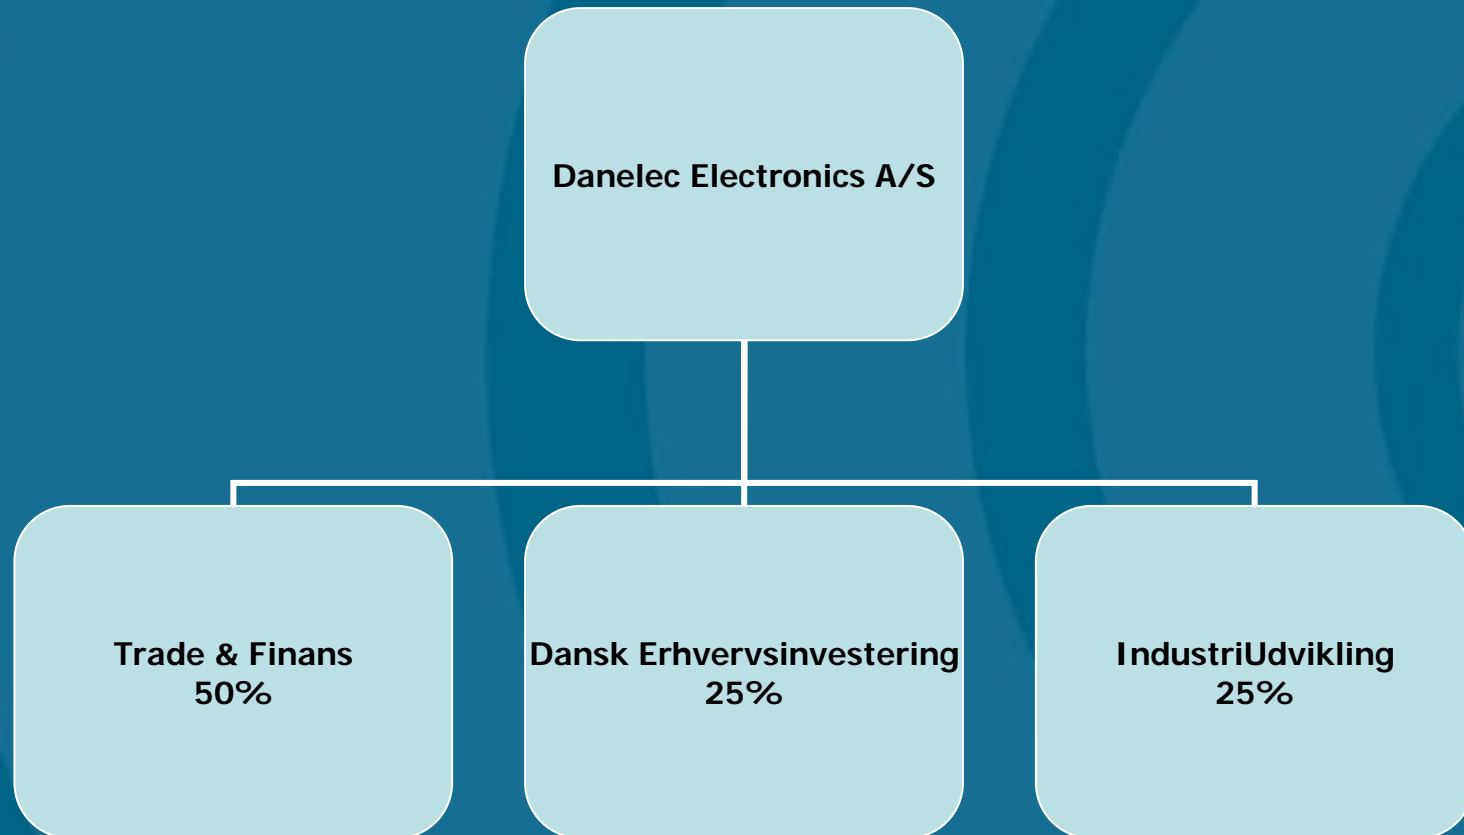 Danelec Electronics A/S
Trade & Finans
50%
Dansk Erhvervsinvestering
25%
IndustriUdvikling
25%